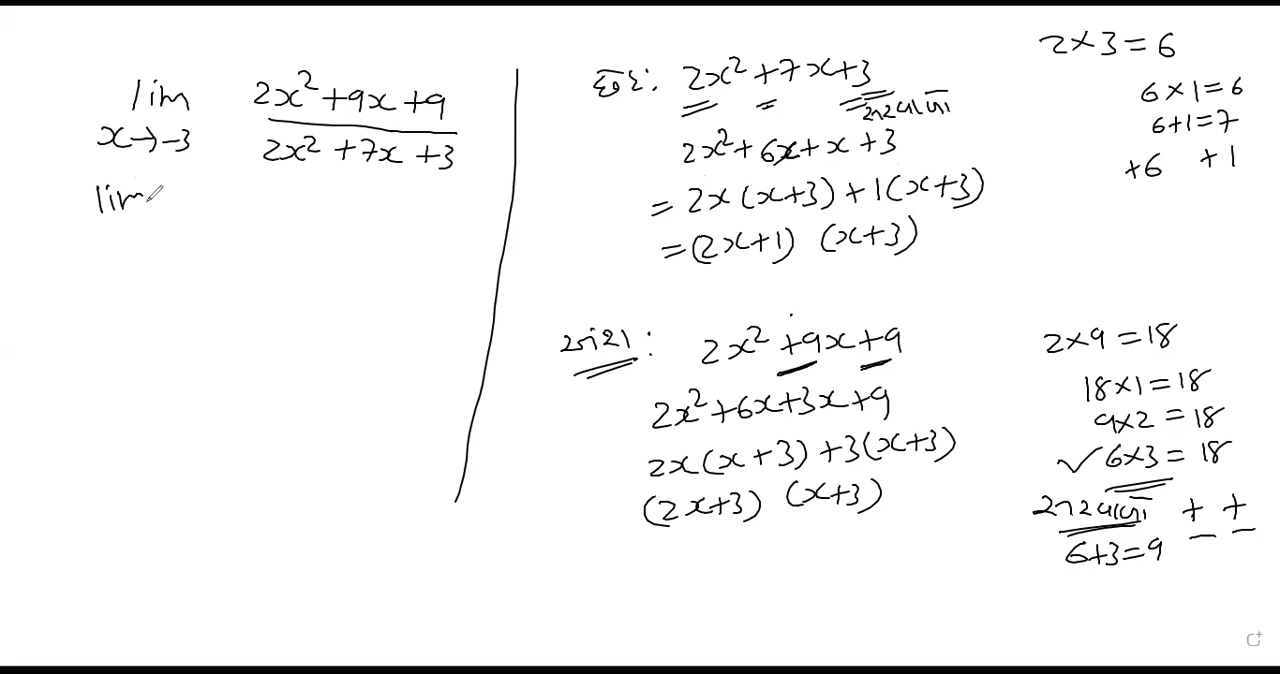 lim 2x² + 9x + 9
x → -3 2x² + 7x + 3
lim
છેદ: 2x² + 7x + 3
સરવાળો
2x² + 6x + x + 3
= 2x (x+3) + 1 (x+3)
= (2x+1) (x+3)
2 × 3 = 6
6 × 1 = 6
6 + 1 = 7
+6 +1
અંશ : 2x² + 9x + 9
2x² + 6x + 3x + 9
2x (x + 3) + 3 (x + 3)
(2x + 3) (x + 3)
2 × 9 = 18
18 × 1 = 18
9 × 2 = 18
✓ 6 × 3 = 18
સરવાળો + +
6 + 3 = 9